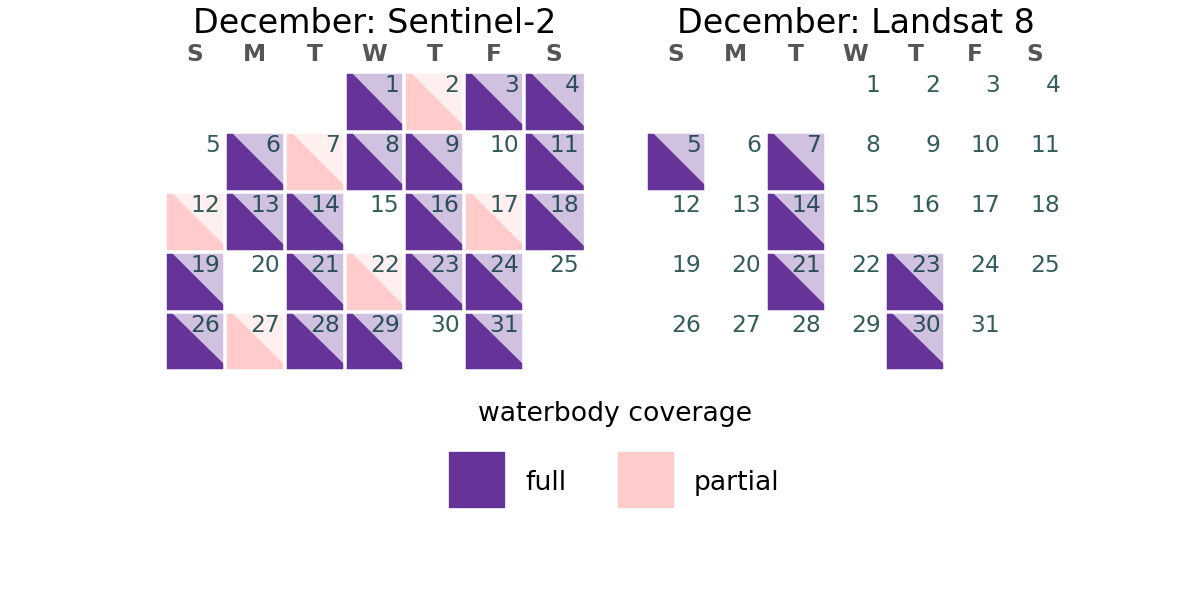 December: Sentinel-2
S M T W T F S
1 2 3 4
5 6 7 8 9 10 11
12 13 14 15 16 17 18
19 20 21 22 23 24 25
26 27 28 29 30 31
December: Landsat 8
S M T W T F S
1 2 3 4
5 6 7 8 9 10 11
12 13 14 15 16 17 18
19 20 21 22 23 24 25
26 27 28 29 30 31
waterbody coverage
full partial